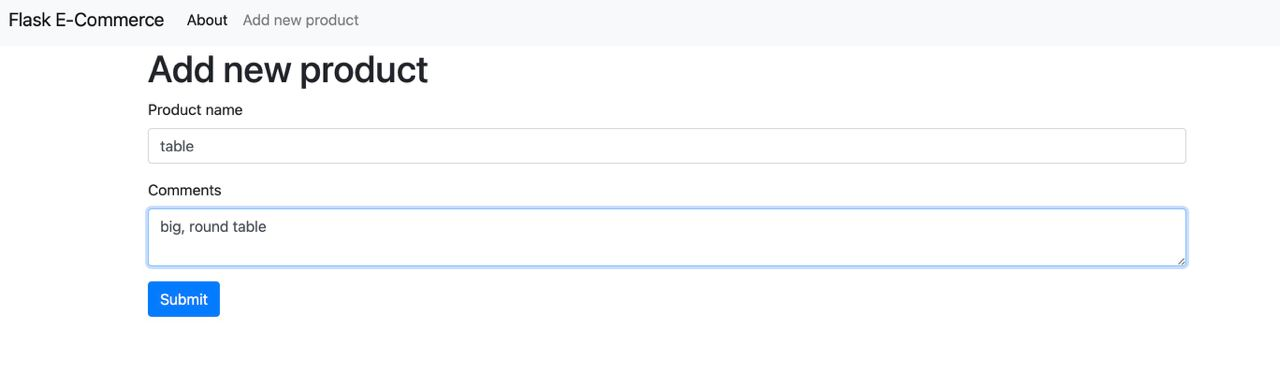 Flask E-Commerce About Add new product
Add new product
Product name
table
Comments
big, round table
Submit